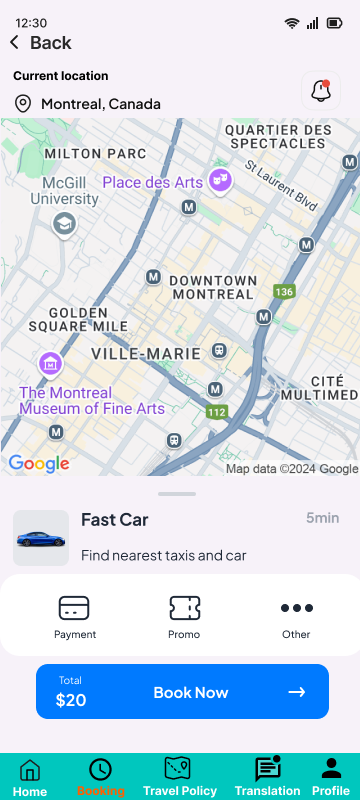 12:30
Back
Current location
Montreal, Canada
QUARTIER DES
SPECTACLES
MILTON PARC
St Laurent Blvd
McGill
University
Place des Arts
M
M
M
M
136
DOWNTOWN
MONTREAL
M
GOLDEN
SQUARE MILE
VILLE-MARIE
CITÉ
MULTIMED
The Montreal
Museum of Fine Arts
M
112
M
Google
Map data ©2024 Google
Fast Car
5min
Find nearest taxis and car
Payment
Promo
Other
Total
$20
Book Now
Home
Booking
Travel Policy
Translation
Profile